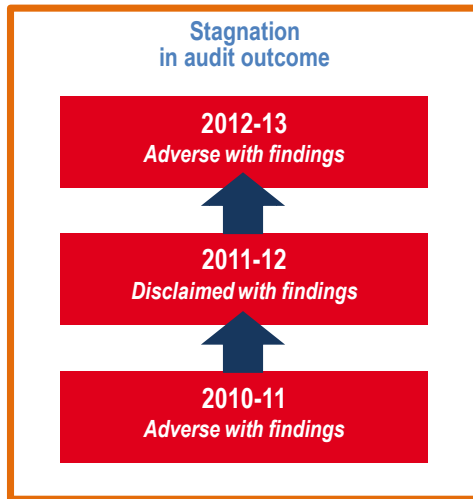 Stagnation
in audit outcome
2012-13
Adverse with findings
2011-12
Disclaimed with findings
2010-11
Adverse with findings